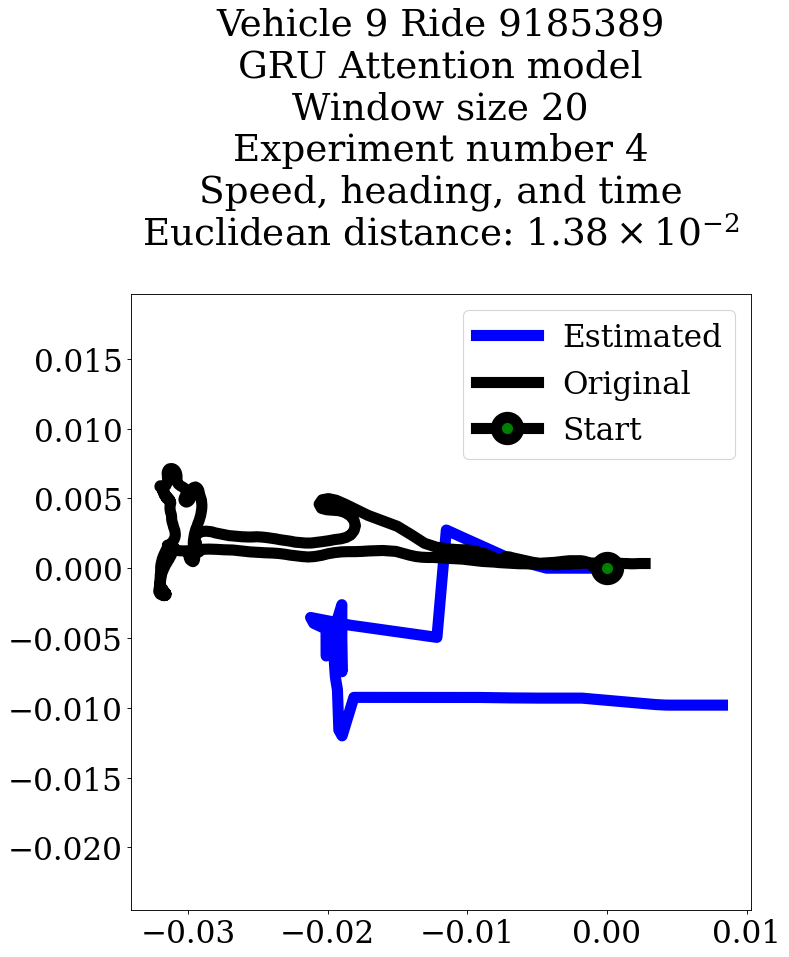 Vehicle 9 Ride 9185389
GRU Attention model
Window size 20
Experiment number 4
Speed, heading, and time
Euclidean distance: 1.38 × 10⁻²
Estimated
Original
Start
0.015
0.010
0.005
0.000
−0.005
−0.010
−0.015
−0.020
−0.03 −0.02 −0.01 0.00 0.01